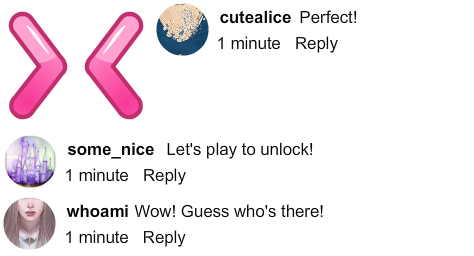 cutealice Perfect!
1 minute Reply
some_nice Let's play to unlock!
1 minute Reply
whoami Wow! Guess who's there!
1 minute Reply